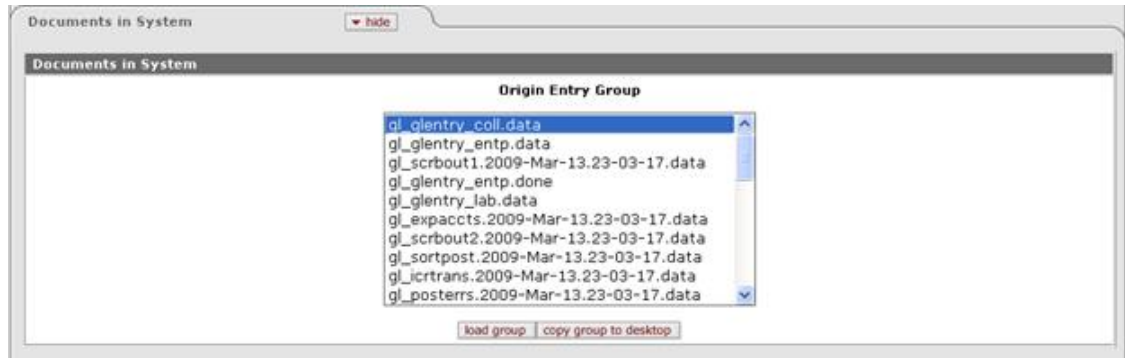 Documents in System
hide
Documents in System
Origin Entry Group
gl_glentry_coll.data
gl_glentry_entp.data
gl_scrbout1.2009-Mar-13.23-03-17.data
gl_glentry_entp.done
gl_glentry_lab.data
gl_expaccts.2009-Mar-13.23-03-17.data
gl_scrbout2.2009-Mar-13.23-03-17.data
gl_sortpost.2009-Mar-13.23-03-17.data
gl_icrtrans.2009-Mar-13.23-03-17.data
gl_posterrs.2009-Mar-13.23-03-17.data
load group copy group to desktop